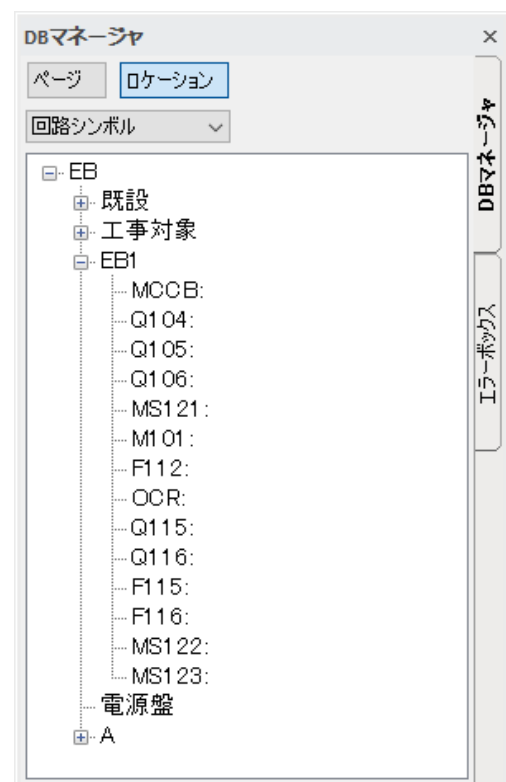 DBマネージャ
ページ ロケーション
回路シンボル
EB
既設
工事対象
EB1
MCCB:
Q104:
Q105:
Q106:
MS121:
M101:
F112:
OCR:
Q115:
Q116:
F115:
F116:
MS122:
MS123:
電源盤
A
DBマネージャ
エラーボックス